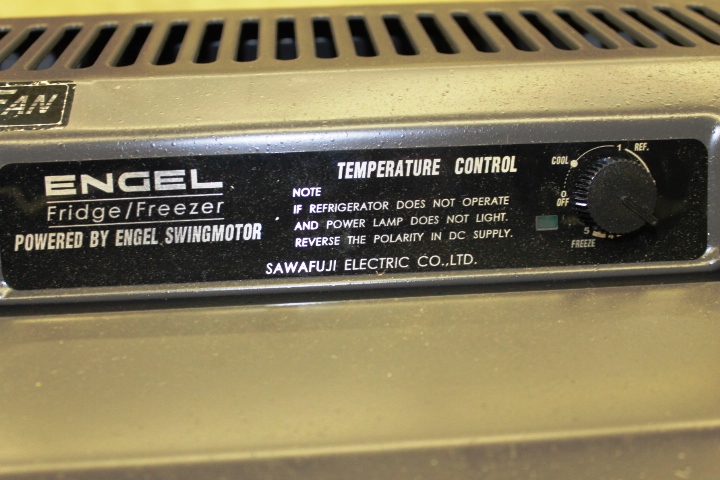 FAN
ENGEL
Fridge/Freezer
POWERED BY ENGEL SWINGMOTOR
TEMPERATURE CONTROL
NOTE
IF REFRIGERATOR DOES NOT OPERATE
AND POWER LAMP DOES NOT LIGHT.
REVERSE THE POLARITY IN DC SUPPLY.
SAWAFUJI ELECTRIC CO.,LTD.
COOL
1 REF.
0
OFF
5
FREEZE